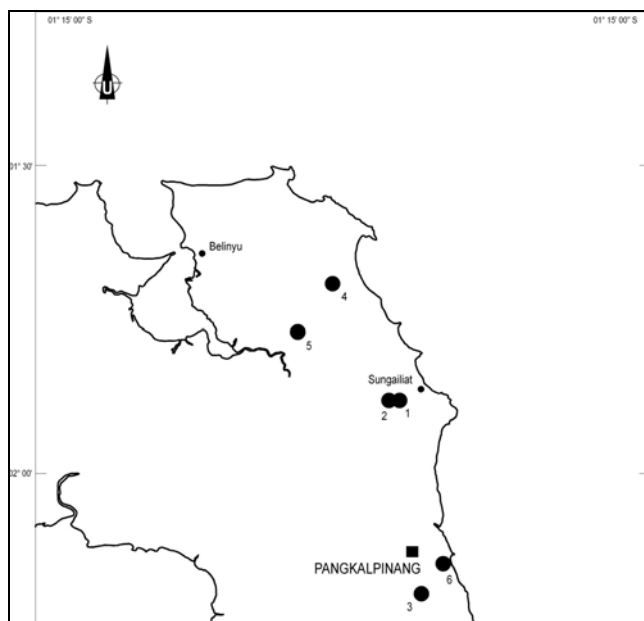 01° 15' 00" S
01° 15' 00" S
U
01° 30'
Belinyu
4
5
Sungailiat
2
1
02° 00'
PANGKALPINANG
6
3